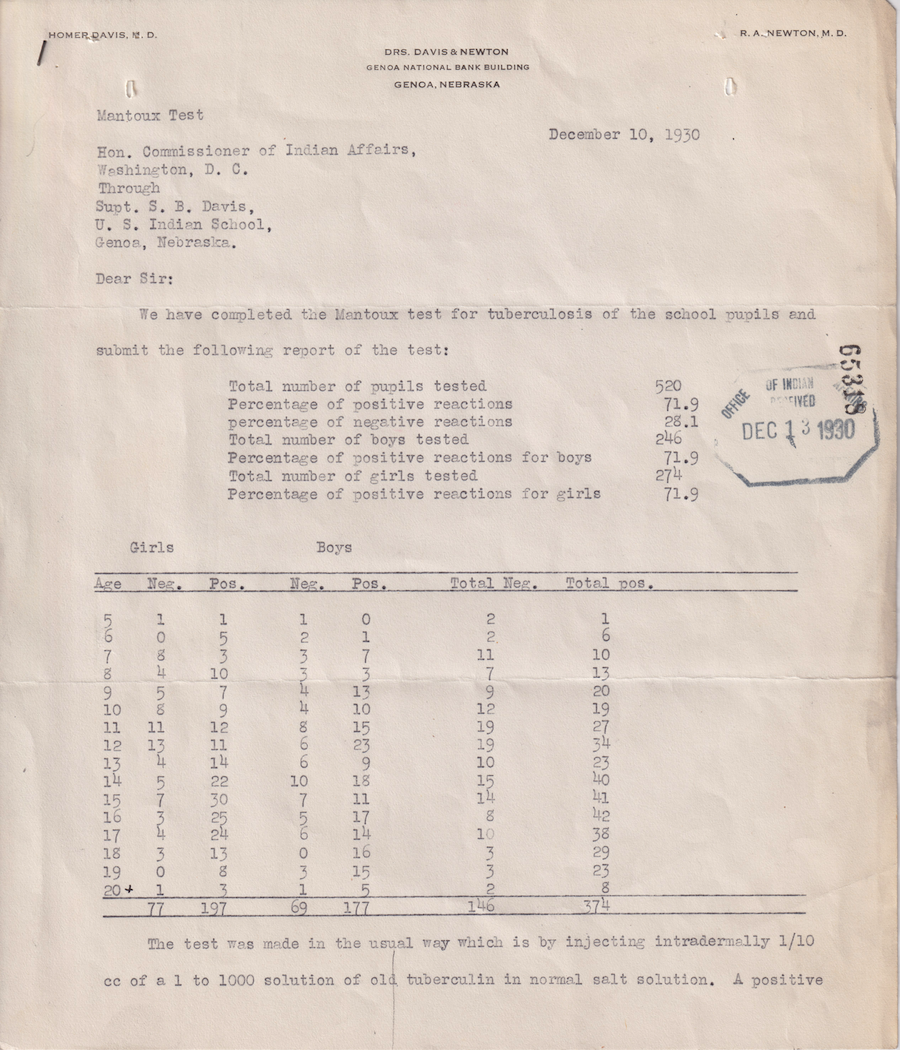 HOMER DAVIS, M. D.
R. A. NEWTON, M. D.
DRS. DAVIS & NEWTON
GENOA NATIONAL BANK BUILDING
GENOA, NEBRASKA
Mantoux Test
December 10, 1930
Hon. Commissioner of Indian Affairs,
Washington, D. C.
Through
Supt. S. B. Davis,
U. S. Indian School,
Genoa, Nebraska.
Dear Sir:
We have completed the Mantoux test for tuberculosis of the school pupils and
submit the following report of the test:
Total number of pupils tested 520
Percentage of positive reactions 71.9
percentage of negative reactions 28.1
Total number of boys tested 246
Percentage of positive reactions for boys 71.9
Total number of girls tested 274
Percentage of positive reactions for girls 71.9
OFFICE OF INDIAN
DEC 13 1930
Girls Boys
Age Neg. Pos. Neg. Pos. Total Neg. Total pos.
5 1 1 1 0 2 1
6 0 5 2 1 2 6
7 8 3 3 7 11 10
8 4 10 3 3 7 13
9 5 7 4 13 9 20
10 8 9 4 10 12 19
11 11 12 8 15 19 27
12 13 11 6 23 19 34
13 4 14 6 9 10 23
14 5 22 10 18 15 40
15 7 30 7 11 14 41
16 3 25 5 17 8 42
17 4 24 6 14 10 38
18 3 13 0 16 3 29
19 0 8 3 15 3 23
20+ 1 3 1 5 2 8
77 197 69 177 146 374
The test was made in the usual way which is by injecting intradermally 1/10
cc of a 1 to 1000 solution of old tuberculin in normal salt solution. A positive